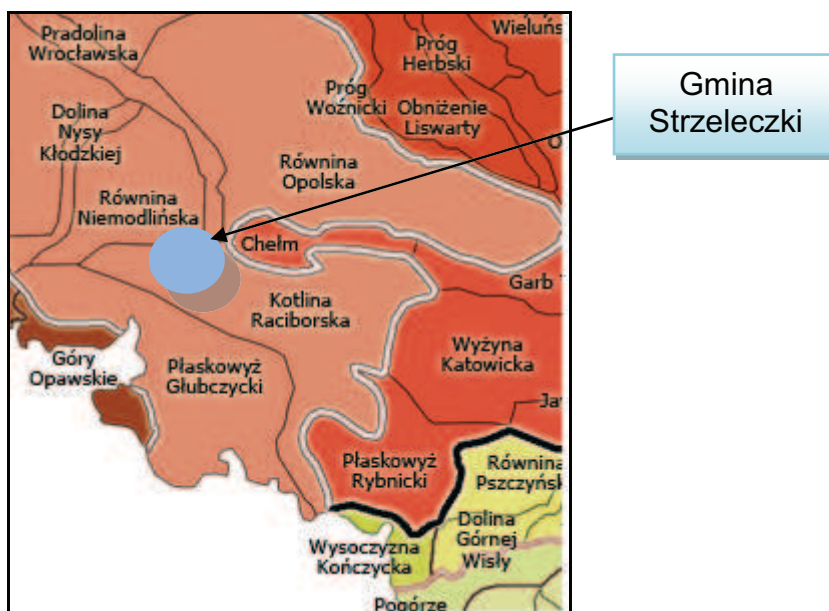 Pradolina
Wrocławska
Wieluńs
Próg
Herbski
Próg
Woźnicki
Obniżenie
Liswarty
Dolina
Nysy
Kłodzkiej
Równina
Opolska
Równina
Niemodlińska
Chełm
Garb
Kotlina
Raciborska
Wyżyna
Katowicka
Góry
Opawskie
Płaskowyż
Głubczycki
Płaskowyż
Rybnicki
Równina
Pszczyńsk
Dolina
Górnej
Wisły
Wysoczyzna
Kończycka
Pogórze
Gmina
Strzeleczki